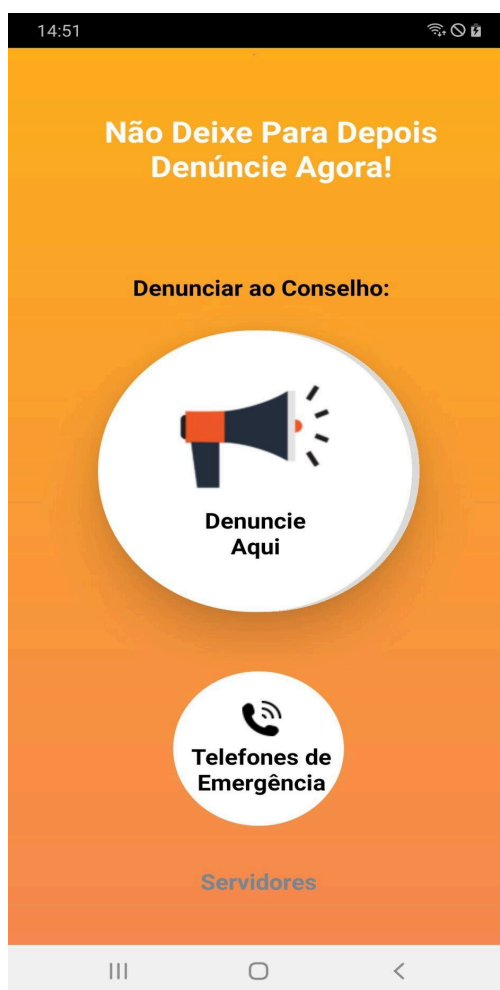 14:51
Não Deixe Para Depois
Denúncie Agora!
Denunciar ao Conselho:
Denuncie
Aqui
Telefones de
Emergência
Servidores